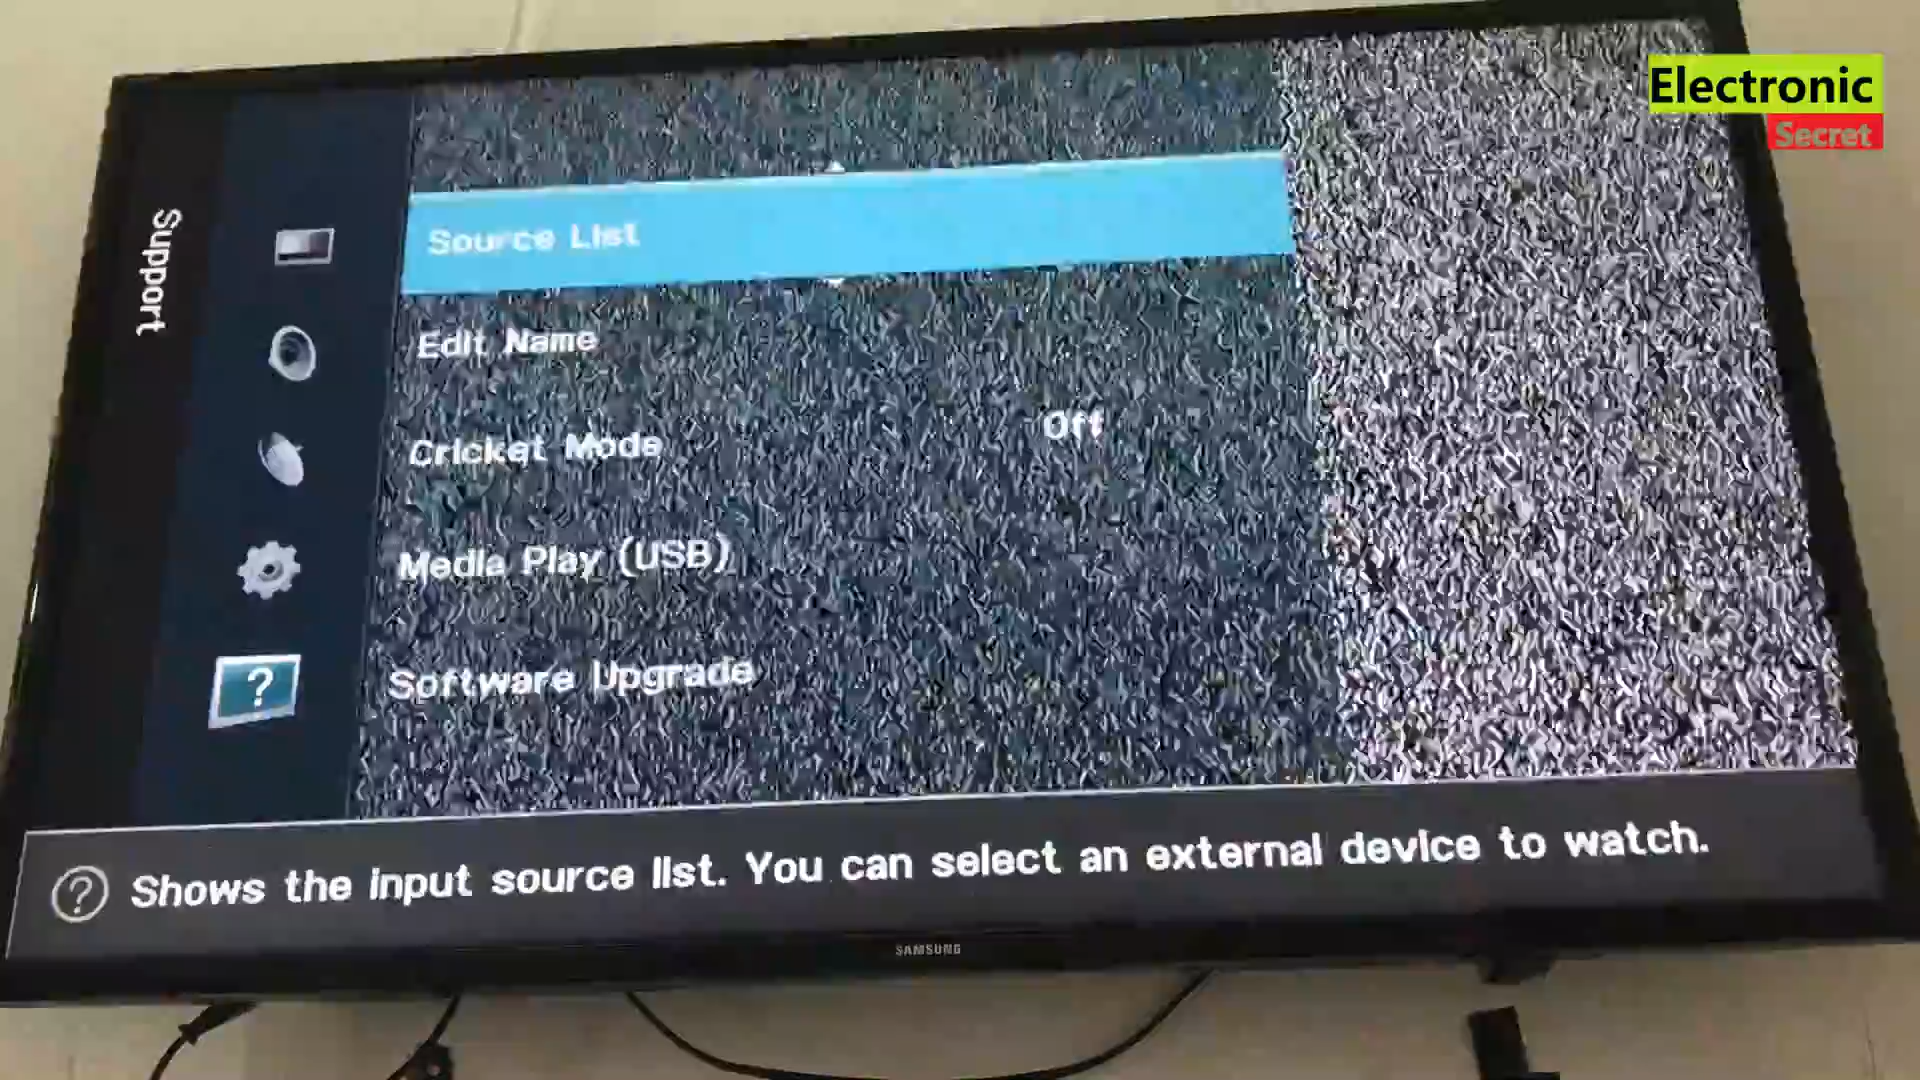 Electronic
Secret
Support
Source List
Edit Name
Cricket Mode Off
Media Play (USB)
Software Upgrade
? Shows the input source list. You can select an external device to watch.
SAMSUNG